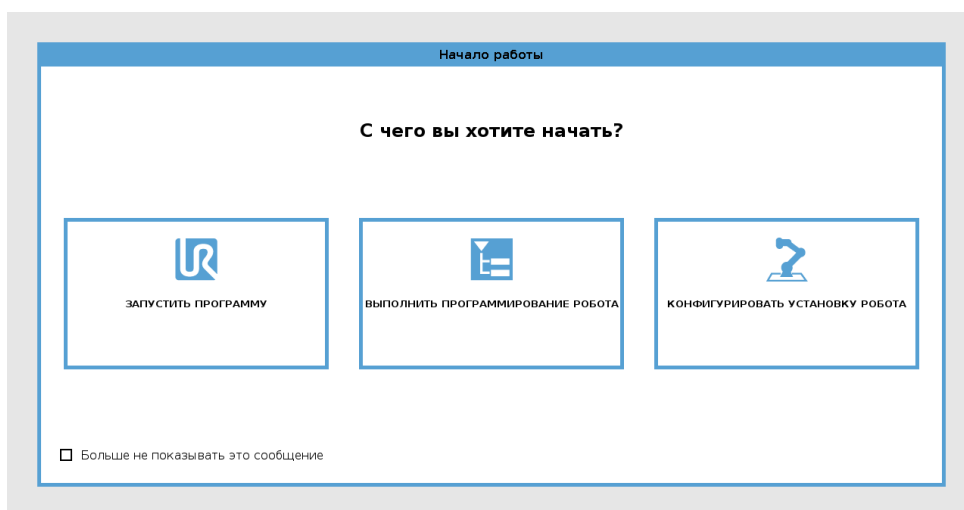 Начало работы
С чего вы хотите начать?
ЗАПУСТИТЬ ПРОГРАММУ
ВЫПОЛНИТЬ ПРОГРАММИРОВАНИЕ РОБОТА
КОНФИГУРИРОВАТЬ УСТАНОВКУ РОБОТА
Больше не показывать это сообщение